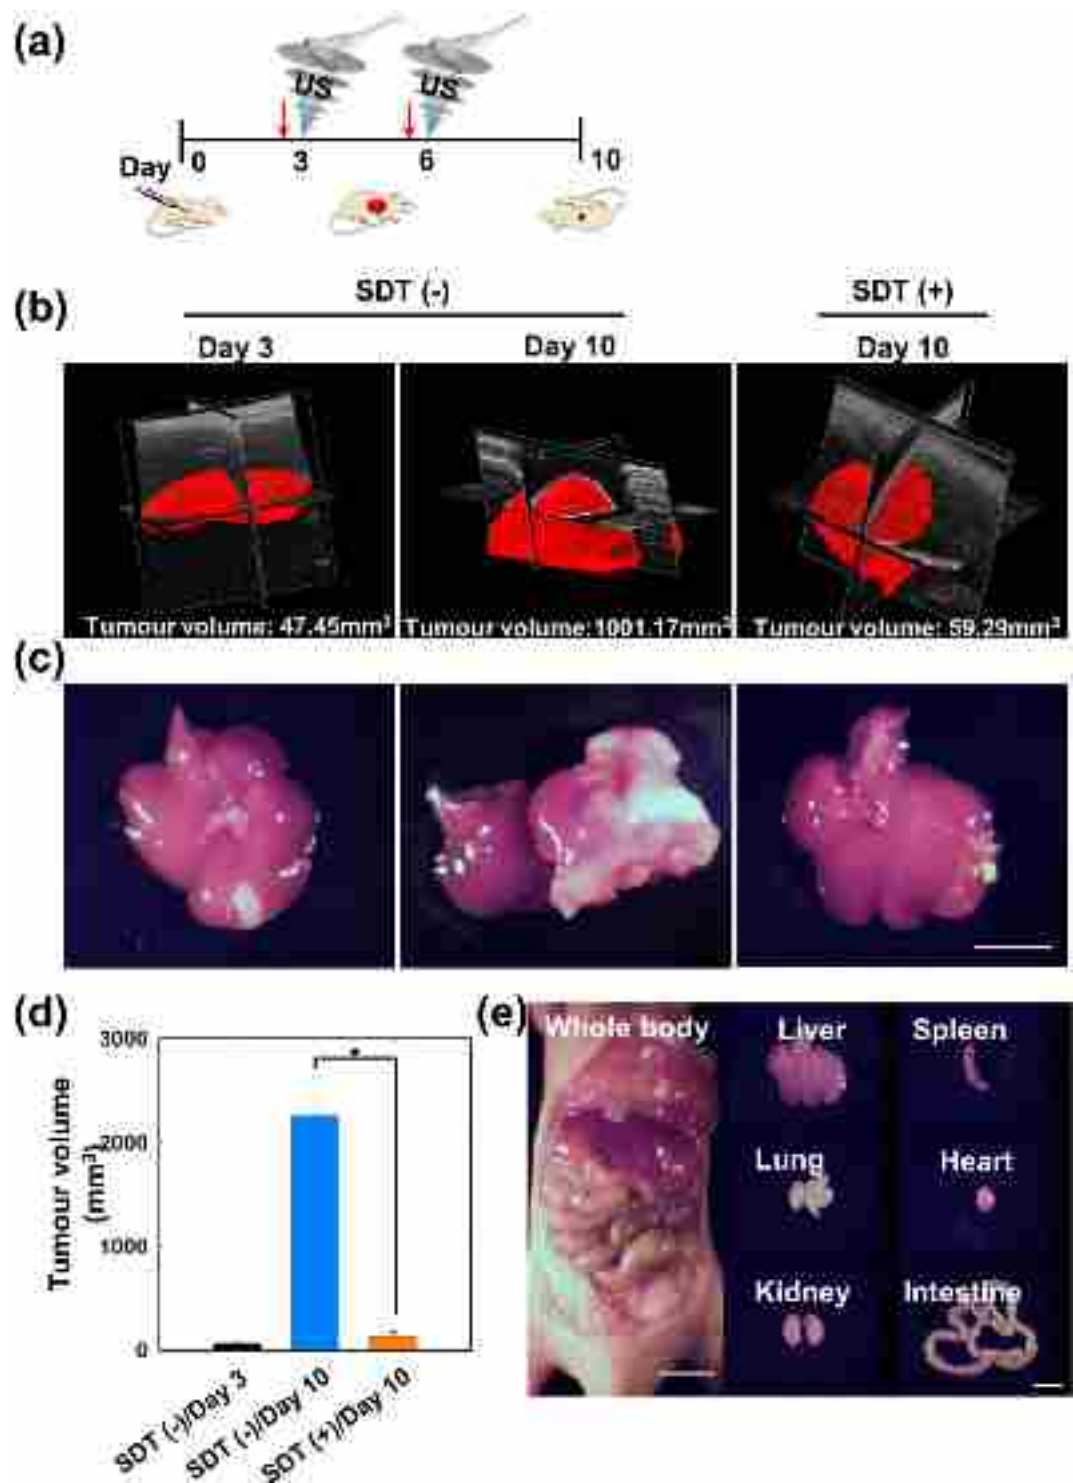 (a)
US US
Day 0 3 6 10
(b)
SDT (-) SDT (+)
Day 3 Day 10 Day 10
Tumour volume: 47.45mm³ Tumour volume: 1001.17mm³ Tumour volume: 59.29mm³
(c)
(d)
Tumour volume
(mm³)
3000
2000
1000
0
*
SDT (-)/Day 3
SDT (-)/Day 10
SDT (+)/Day 10
(e)
Whole body Liver Spleen
Lung Heart
Kidney Intestine